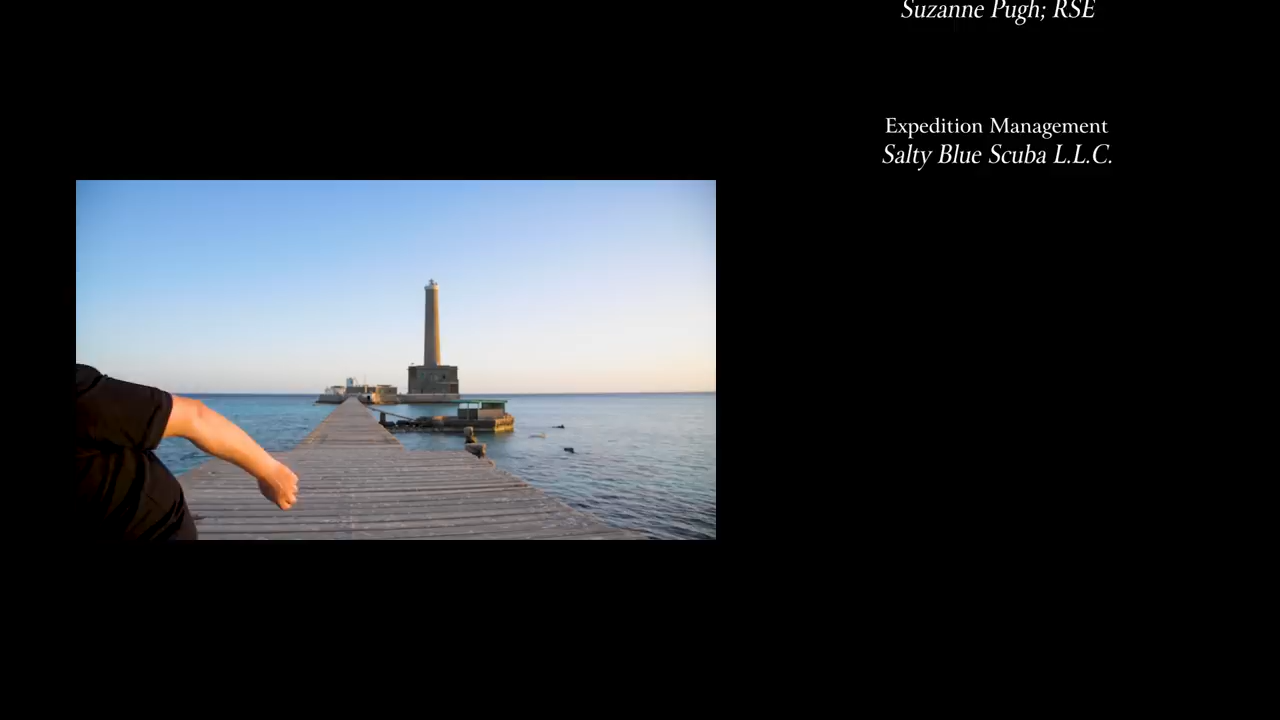 Suzanne Pugh; RSE
Expedition Management
Salty Blue Scuba L.L.C.